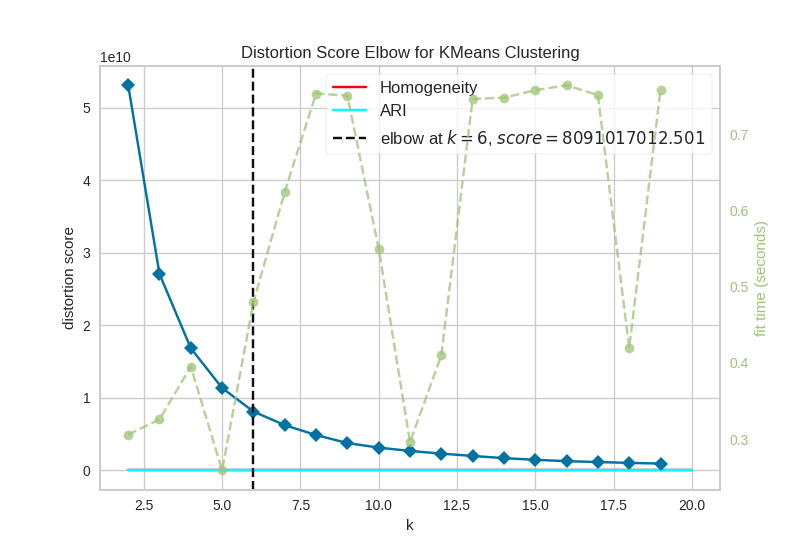 Distortion Score Elbow for KMeans Clustering
1e10
Homogeneity
ARI
elbow at k = 6, score = 8091017012.501
5
4
3
2
1
0
distortion score
0.7
0.6
0.5
0.4
0.3
fit time (seconds)
2.5 5.0 7.5 10.0 12.5 15.0 17.5 20.0
k